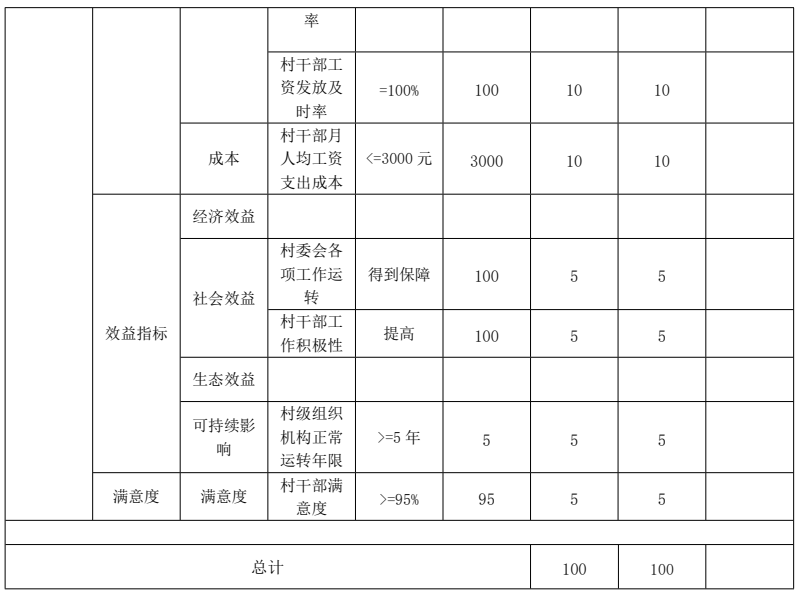 率
村干部工
资发放及
时率
=100%
100
10
10
成本
村干部月
人均工资
支出成本
<=3000 元
3000
10
10
效益指标
经济效益
社会效益
村委会各
项工作运
转
得到保障
100
5
5
村干部工
作积极性
提高
100
5
5
生态效益
可持续影
响
村级组织
机构正常
运转年限
>=5 年
5
5
5
满意度
满意度
村干部满
意度
>=95%
95
5
5
总计
100
100